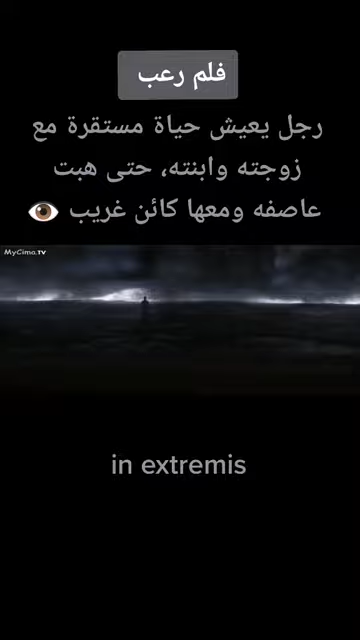 فلم رعب
رجل يعيش حياة مستقرة مع
زوجته وابنته، حتى هبت
عاصفه ومعها كائن غريب 👁️
MyCima.TV
in extremis